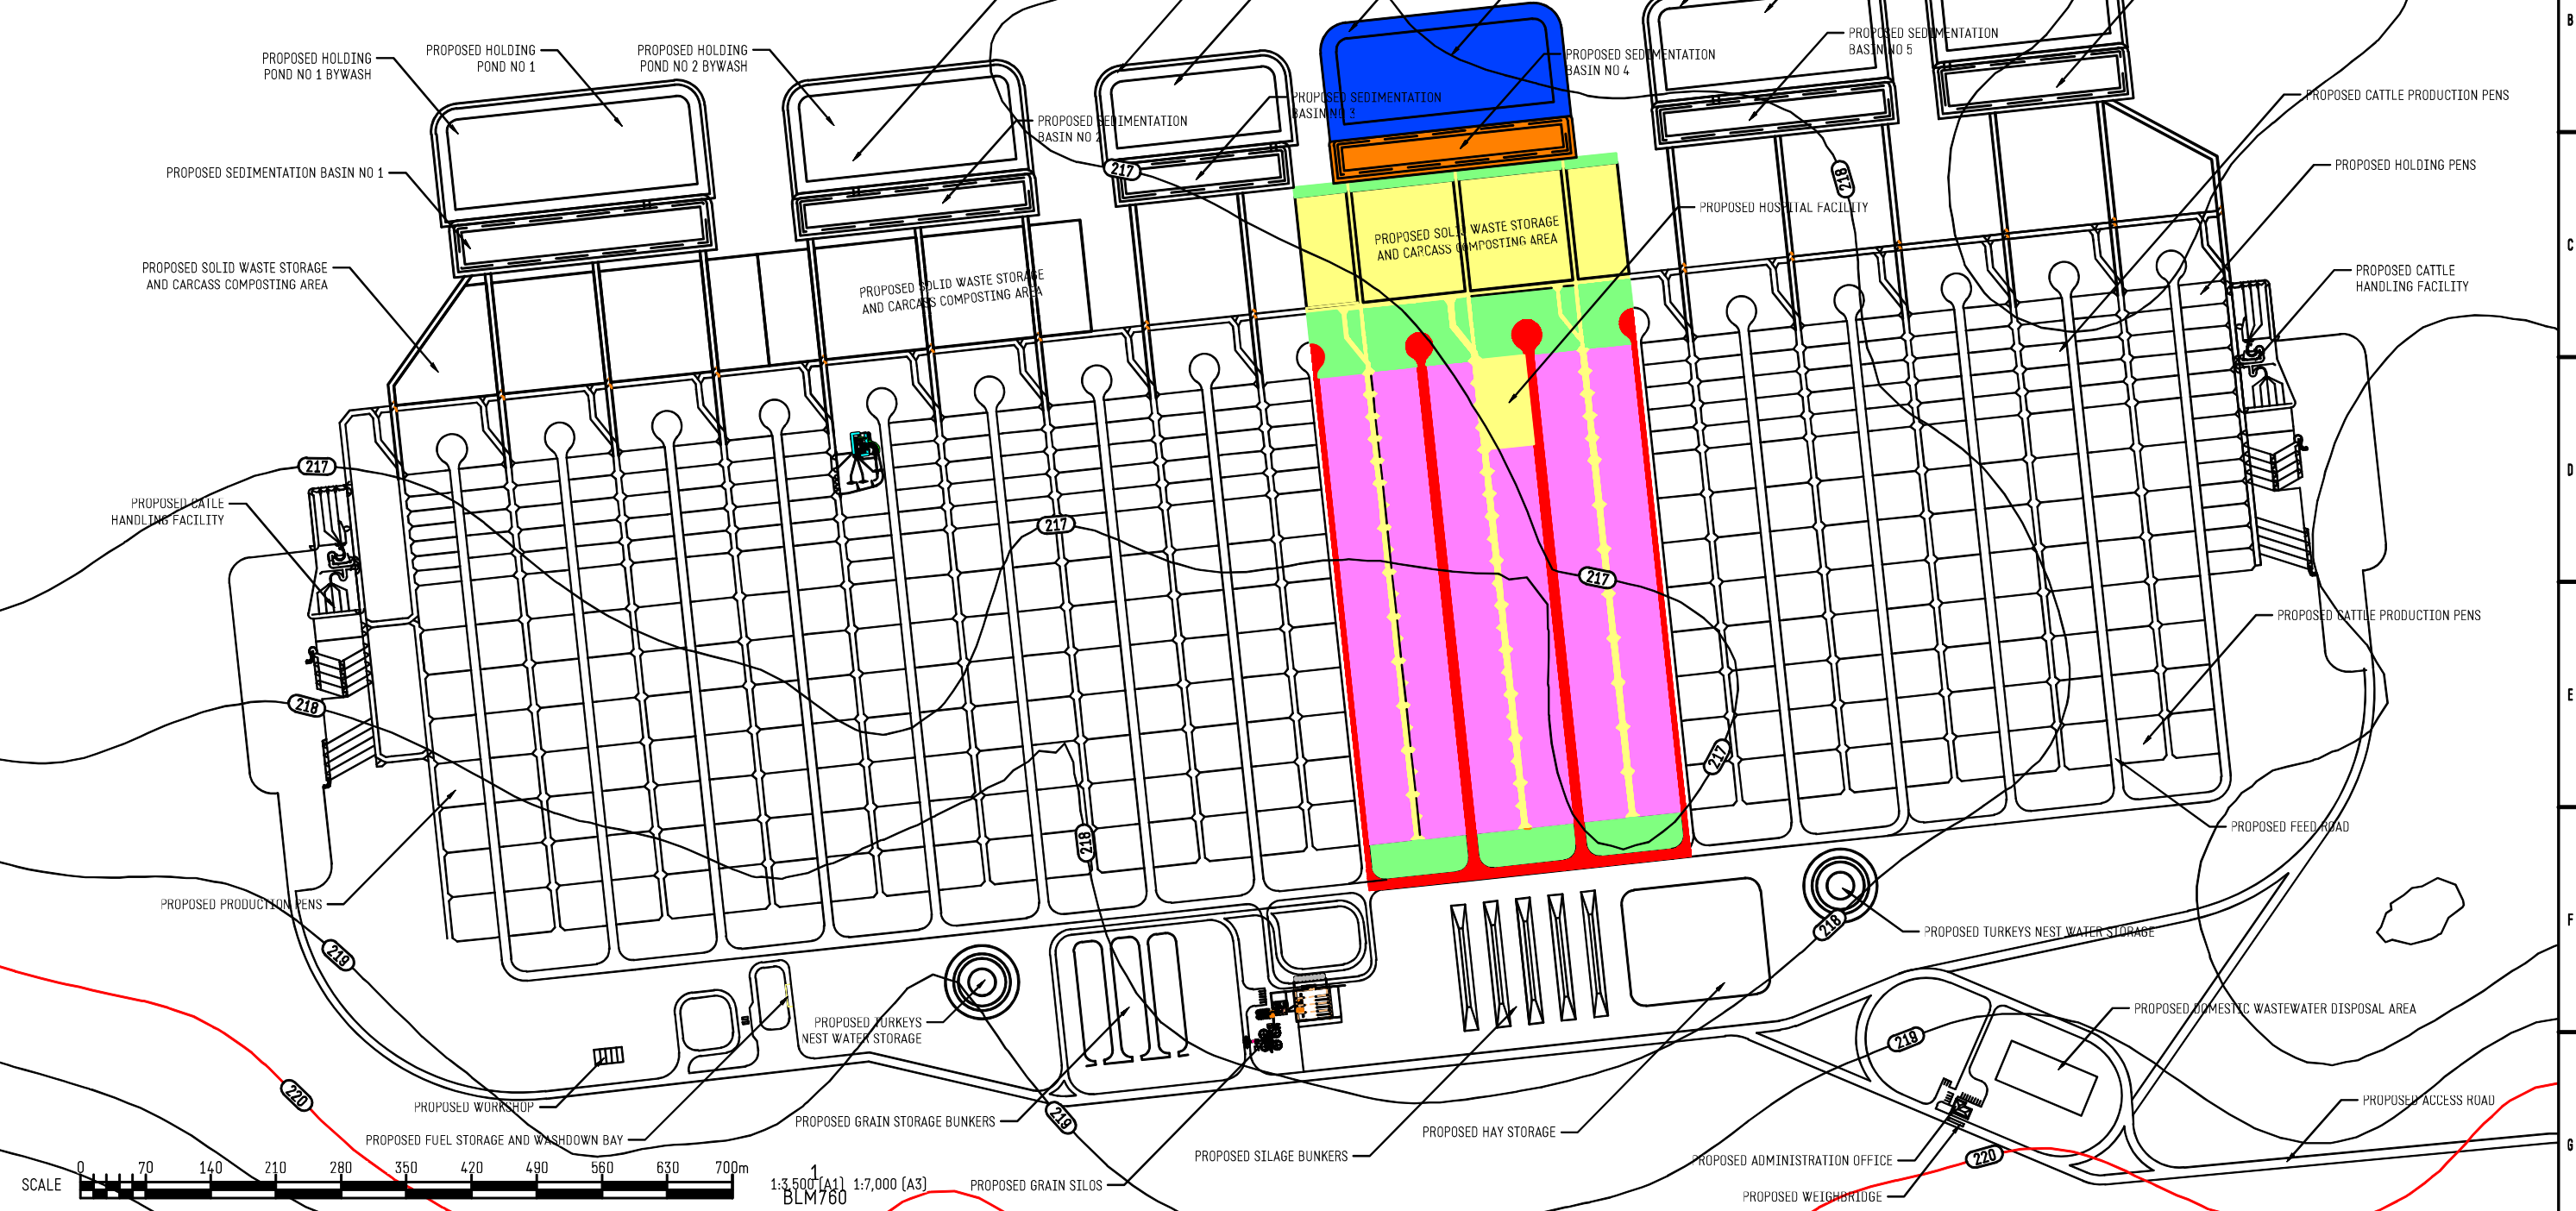 B
PROPOSED HOLDING
POND NO 1 BYWASH
PROPOSED HOLDING
POND NO 1
PROPOSED HOLDING
POND NO 2 BYWASH
PROPOSED SEDIMENTATION
BASIN NO 2
PROPOSED SEDIMENTATION
BASIN NO 3
PROPOSED SEDIMENTATION
BASIN NO 4
PROPOSED SEDIMENTATION
BASIN NO 5
PROPOSED CATTLE PRODUCTION PENS
PROPOSED SEDIMENTATION BASIN NO 1
217
218
PROPOSED HOLDING PENS
PROPOSED HOSPITAL FACILITY
PROPOSED SOLID WASTE STORAGE
AND CARCASS COMPOSTING AREA
C
PROPOSED SOLID WASTE STORAGE
AND CARCASS COMPOSTING AREA
PROPOSED SOLID WASTE STORAGE
AND CARCASS COMPOSTING AREA
PROPOSED CATTLE
HANDLING FACILITY
217
D
PROPOSED CATLE
HANDLING FACILITY
217
217
PROPOSED CATTLE PRODUCTION PENS
218
E
217
PROPOSED FEED ROAD
218
PROPOSED PRODUCTION PENS
F
219
218
PROPOSED TURKEYS NEST WATER STORAGE
PROPOSED TURKEYS
NEST WATER STORAGE
PROPOSED DOMESTIC WASTEWATER DISPOSAL AREA
219
220
PROPOSED WORKSHOP
219
PROPOSED GRAIN STORAGE BUNKERS
PROPOSED ACCESS ROAD
PROPOSED FUEL STORAGE AND WASHDOWN BAY
PROPOSED HAY STORAGE
G
PROPOSED SILAGE BUNKERS
PROPOSED ADMINISTRATION OFFICE
220
0 70 140 210 280 350 420 490 560 630 700m
SCALE
1
1:3,500 (A1) 1:7,000 (A3)
BLM760
PROPOSED GRAIN SILOS
PROPOSED WEIGHBRIDGE